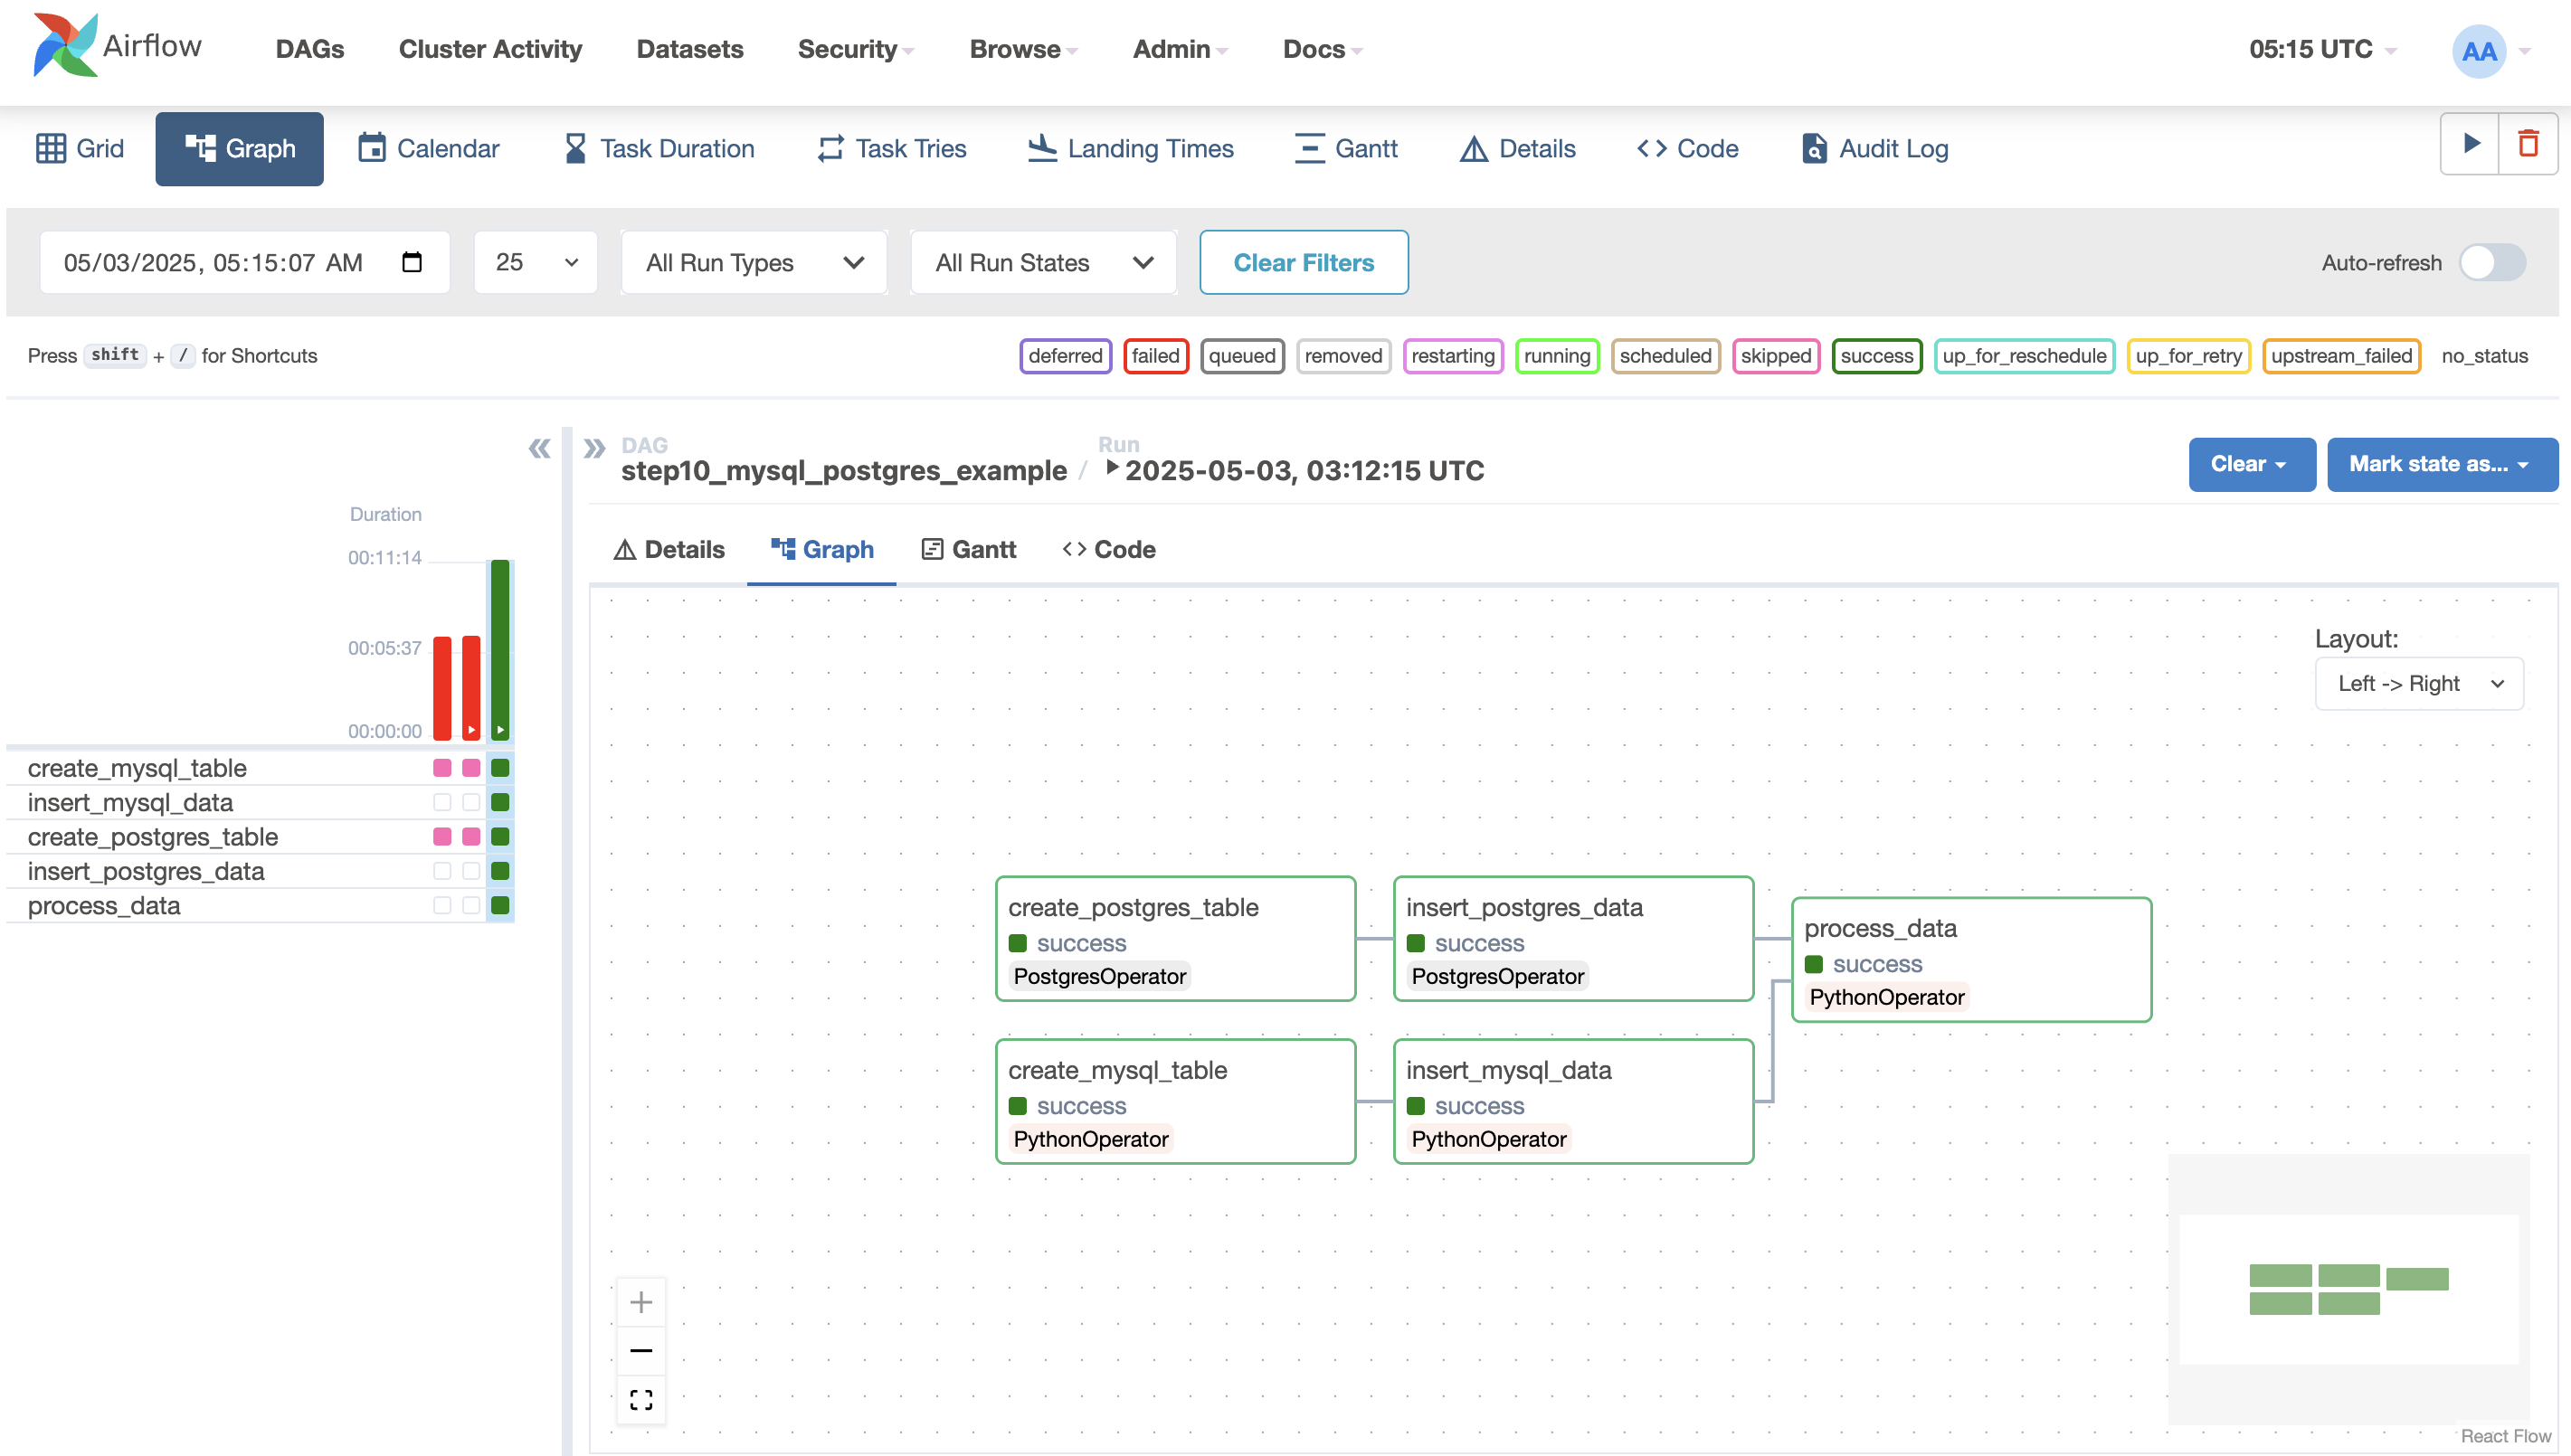 Airflow
DAGs Cluster Activity Datasets Security Browse Admin Docs 05:15 UTC AA
Grid Graph Calendar Task Duration Task Tries Landing Times Gantt Details Code Audit Log
05/03/2025, 05:15:07 AM 25 All Run Types All Run States Clear Filters Auto-refresh
Press shift + / for Shortcuts deferred failed queued removed restarting running scheduled skipped success up_for_reschedule up_for_retry upstream_failed no_status
DAG Run
step10_mysql_postgres_example / 2025-05-03, 03:12:15 UTC Clear Mark state as...
Details Graph Gantt Code
Duration
00:11:14
00:05:37
00:00:00
create_mysql_table
insert_mysql_data
create_postgres_table
insert_postgres_data
process_data
Layout:
Left -> Right
create_postgres_table
success
PostgresOperator
insert_postgres_data
success
PostgresOperator
process_data
success
PythonOperator
create_mysql_table
success
PythonOperator
insert_mysql_data
success
PythonOperator
React Flow